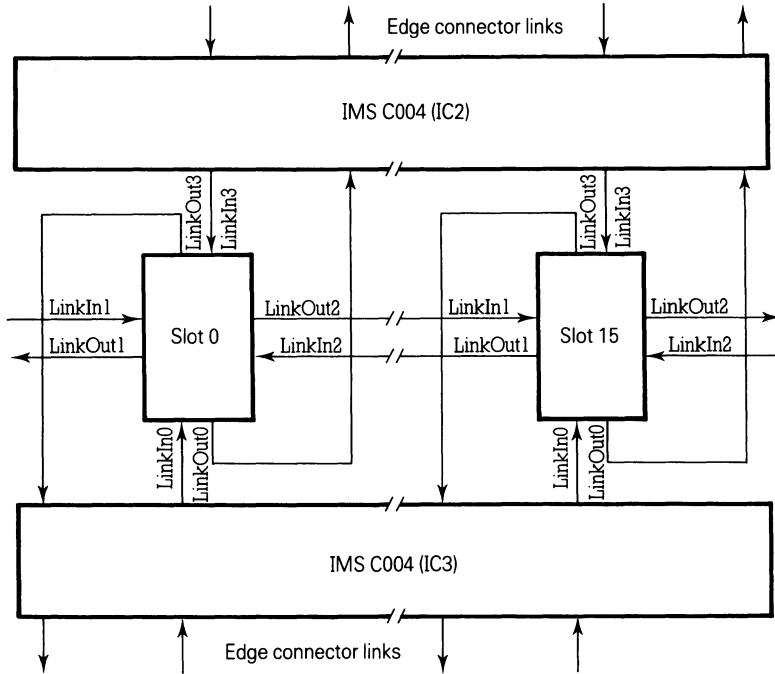 Edge connector links
IMS C004 (IC2)
LinkOut3
LinkIn3
LinkOut3
LinkIn3
LinkIn1
LinkOut2
LinkIn1
LinkOut2
Slot 0
Slot 15
LinkOut1
LinkIn2
LinkOut1
LinkIn2
LinkIn0
LinkOut0
LinkIn0
LinkOut0
IMS C004 (IC3)
Edge connector links